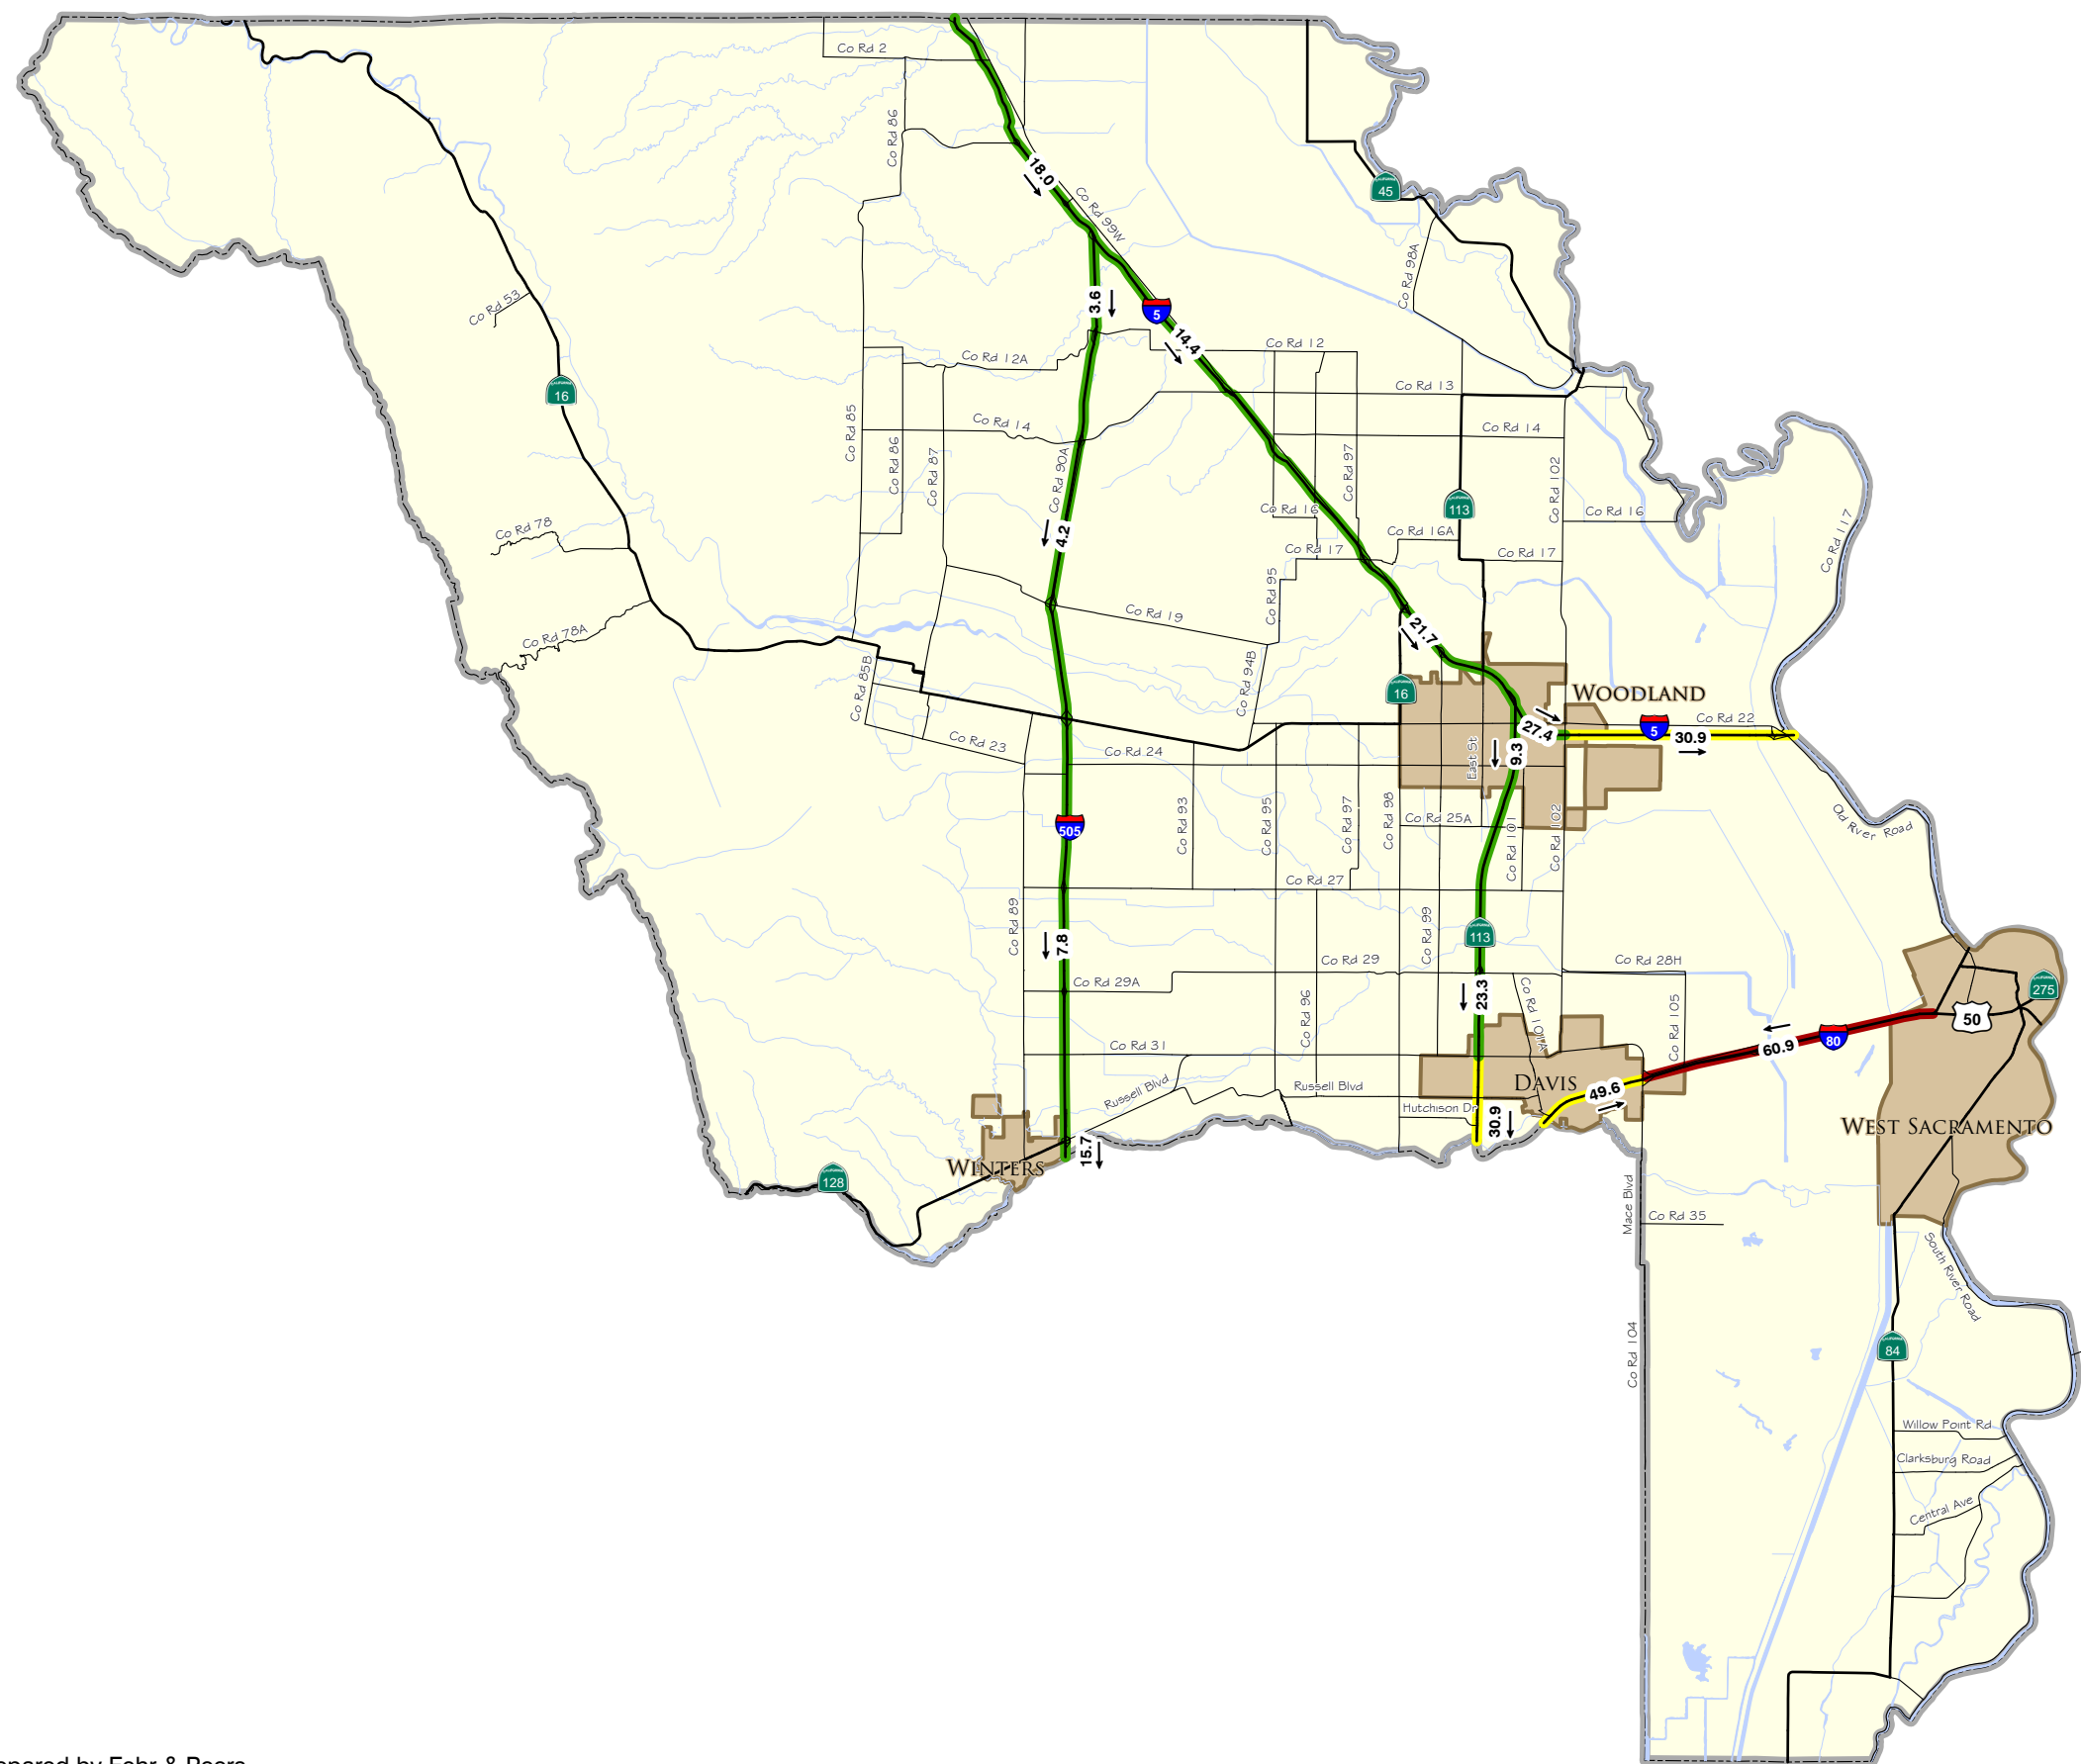 Co Rd 2
Co Rd 86
18.0
Co Rd 99W
45
Co Rd 98A
3.6
5
14.4
Co Rd 53
Co Rd 12
Co Rd 12A
Co Rd 13
16
Co Rd 85
Co Rd 14
Co Rd 14
Co Rd 86
Co Rd 87
Co Rd 90A
Co Rd 97
Co Rd 102
113
Co Rd 16
Co Rd 16
Co Rd 117
Co Rd 78
4.2
Co Rd 16A
Co Rd 17
Co Rd 17
Co Rd 95
Co Rd 19
Co Rd 78A
21.7
Co Rd 85B
Co Rd 94B
16
WOODLAND
Co Rd 22
27.4
5
30.9
Co Rd 23
Co Rd 24
East St
9.3
505
Co Rd 93
Co Rd 95
Co Rd 97
Co Rd 98
Co Rd 25A
Co Rd 101
Co Rd 102
Old River Road
Co Rd 27
Co Rd 89
7.8
Co Rd 99
113
Co Rd 29
Co Rd 28H
Co Rd 29A
23.3
Co Rd 96
Co Rd 101A
Co Rd 105
275
50
80
60.9
Co Rd 31
Russell Blvd
Russell Blvd
DAVIS
49.6
Hutchison Dr
30.9
WEST SACRAMENTO
15.7
WINTERS
128
Mace Blvd
Co Rd 35
South River Road
Co Rd 104
84
Willow Point Rd
Clarksburg Road
Central Ave